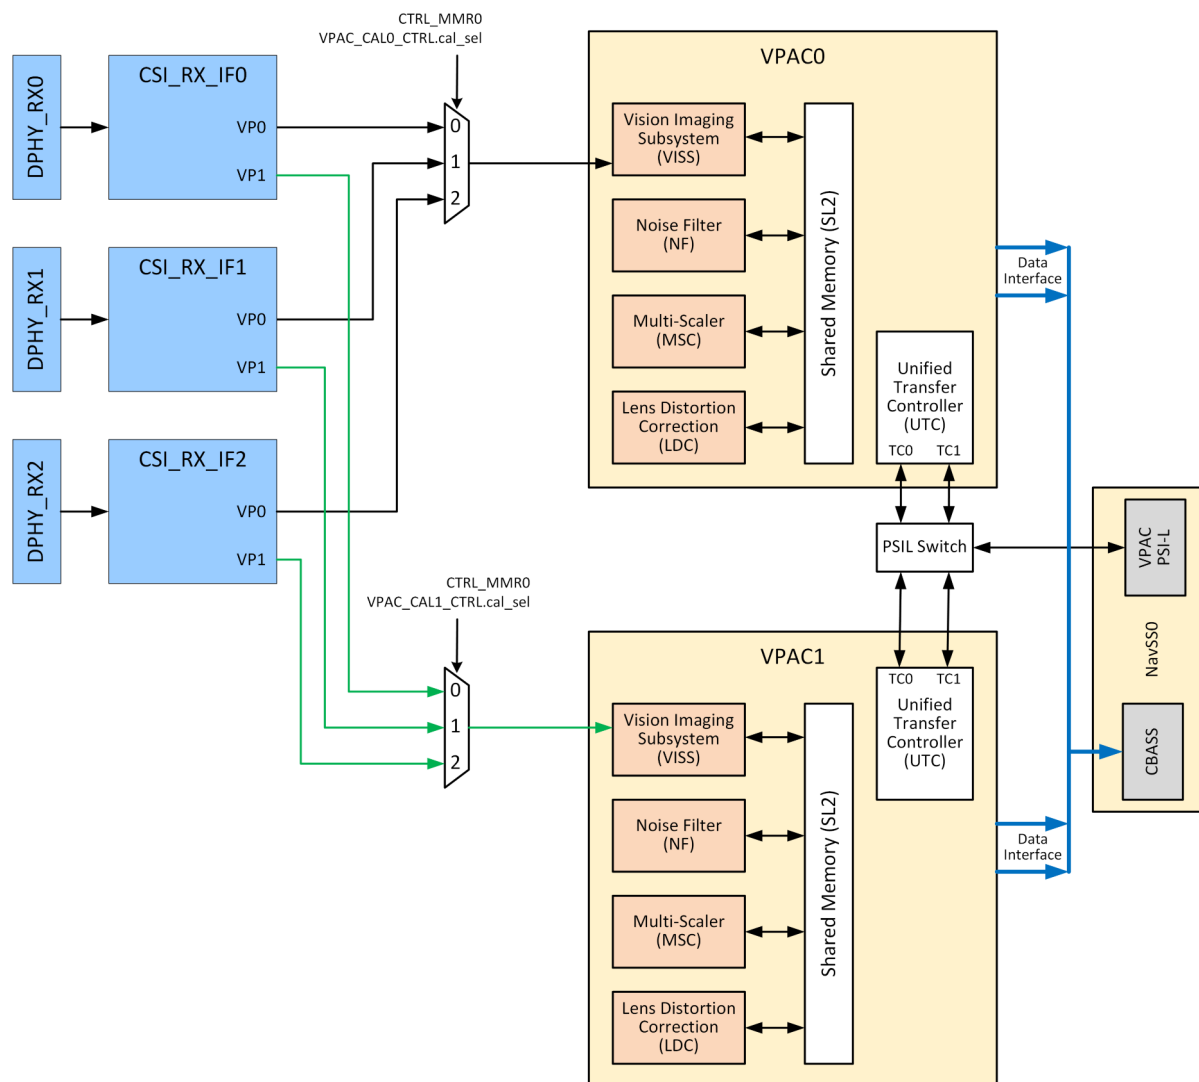 CTRL_MMR0
VPAC_CAL0_CTRL.cal_sel
DPHY_RX0
CSI_RX_IF0
VP0
VP1
0
1
2
DPHY_RX1
CSI_RX_IF1
VP0
VP1
DPHY_RX2
CSI_RX_IF2
VP0
VP1
CTRL_MMR0
VPAC_CAL1_CTRL.cal_sel
0
1
2
VPAC0
Vision Imaging
Subsystem
(VISS)
Noise Filter
(NF)
Multi-Scaler
(MSC)
Lens Distortion
Correction
(LDC)
Shared Memory (SL2)
Unified
Transfer
Controller
(UTC)
TC0
TC1
Data
Interface
PSIL Switch
VPAC
PSI-L
NavSS0
CBASS
VPAC1
TC0
TC1
Unified
Transfer
Controller
(UTC)
Vision Imaging
Subsystem
(VISS)
Noise Filter
(NF)
Multi-Scaler
(MSC)
Lens Distortion
Correction
(LDC)
Shared Memory (SL2)
Data
Interface